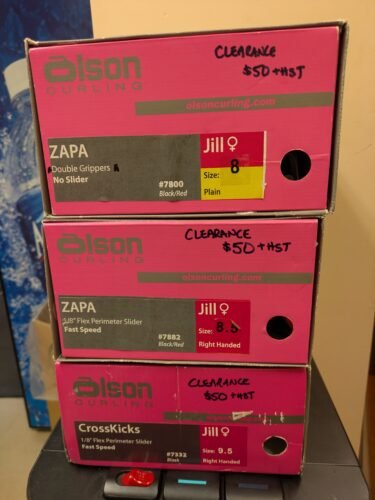 Olson
CURLING
CLEARANCE
$50 + HST
olsoncurling.com
ZAPA
Double Grippers
No Slider
#7800
Black/Red
Jill♀
8
Size:
Plain
Olson
CURLING
CLEARANCE
$50 + HST
olsoncurling.com
ZAPA
1/8" Flex Perimeter Slider
Fast Speed
#7882
Black/Red
Jill♀
Size: 8.5
Right Handed
Olson
CURLING
CLEARANCE
$50 + HST
CrossKicks
1/8" Flex Perimeter Slider
Fast Speed
#7332
Black
Jill♀
Size: 9.5
Right Handed